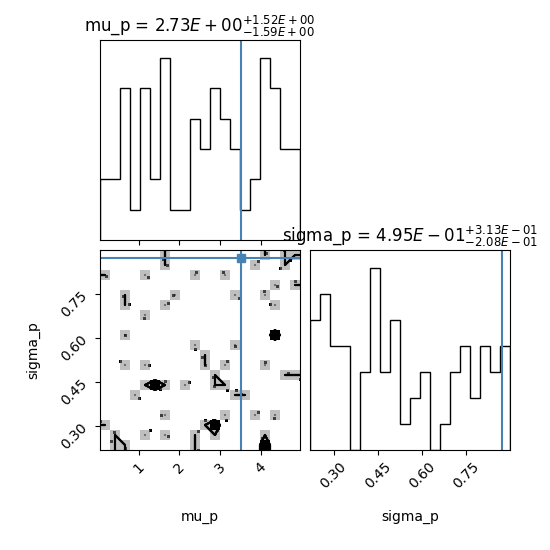 mu_p = 2.73E + 00+1.52E+00 −1.59E+00
sigma_p = 4.95E − 01+3.13E−01 −2.08E−01
sigma_p
0.75
0.60
0.45
0.30
1 2 3 4
0.30 0.45 0.60 0.75
mu_p
sigma_p